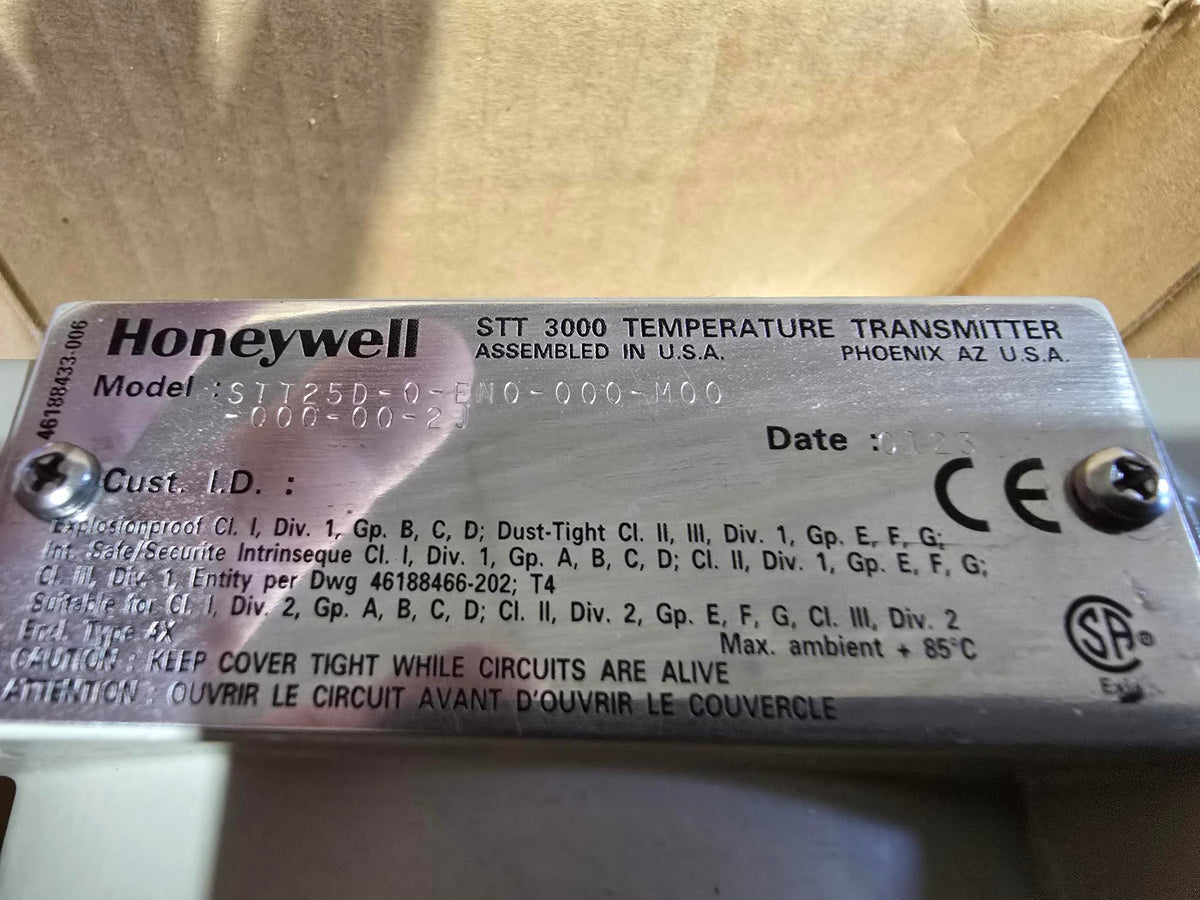 46188433-006
Honeywell
STT 3000 TEMPERATURE TRANSMITTER
ASSEMBLED IN U.S.A. PHOENIX AZ U.S.A.
Model : STT25D-0-EN0-000-M00
-000-00-2J
Date : 0123
CE
Cust. I.D. :
Explosionproof Cl. I, Div. 1, Gp. B, C, D; Dust-Tight Cl. II, III, Div. 1, Gp. E, F, G;
Int. Safe/Securite Intrinseque Cl. I, Div. 1, Gp. A, B, C, D; Cl. II, Div. 1, Gp. E, F, G;
Cl. III, Div. 1, Entity per Dwg 46188466-202; T4
Suitable for Cl. I, Div. 2, Gp. A, B, C, D; Cl. II, Div. 2, Gp. E, F, G, Cl. III, Div. 2
Encl. Type 4X Max. ambient + 85°C
SA®
CAUTION : KEEP COVER TIGHT WHILE CIRCUITS ARE ALIVE
ATTENTION : OUVRIR LE CIRCUIT AVANT D'OUVRIR LE COUVERCLE